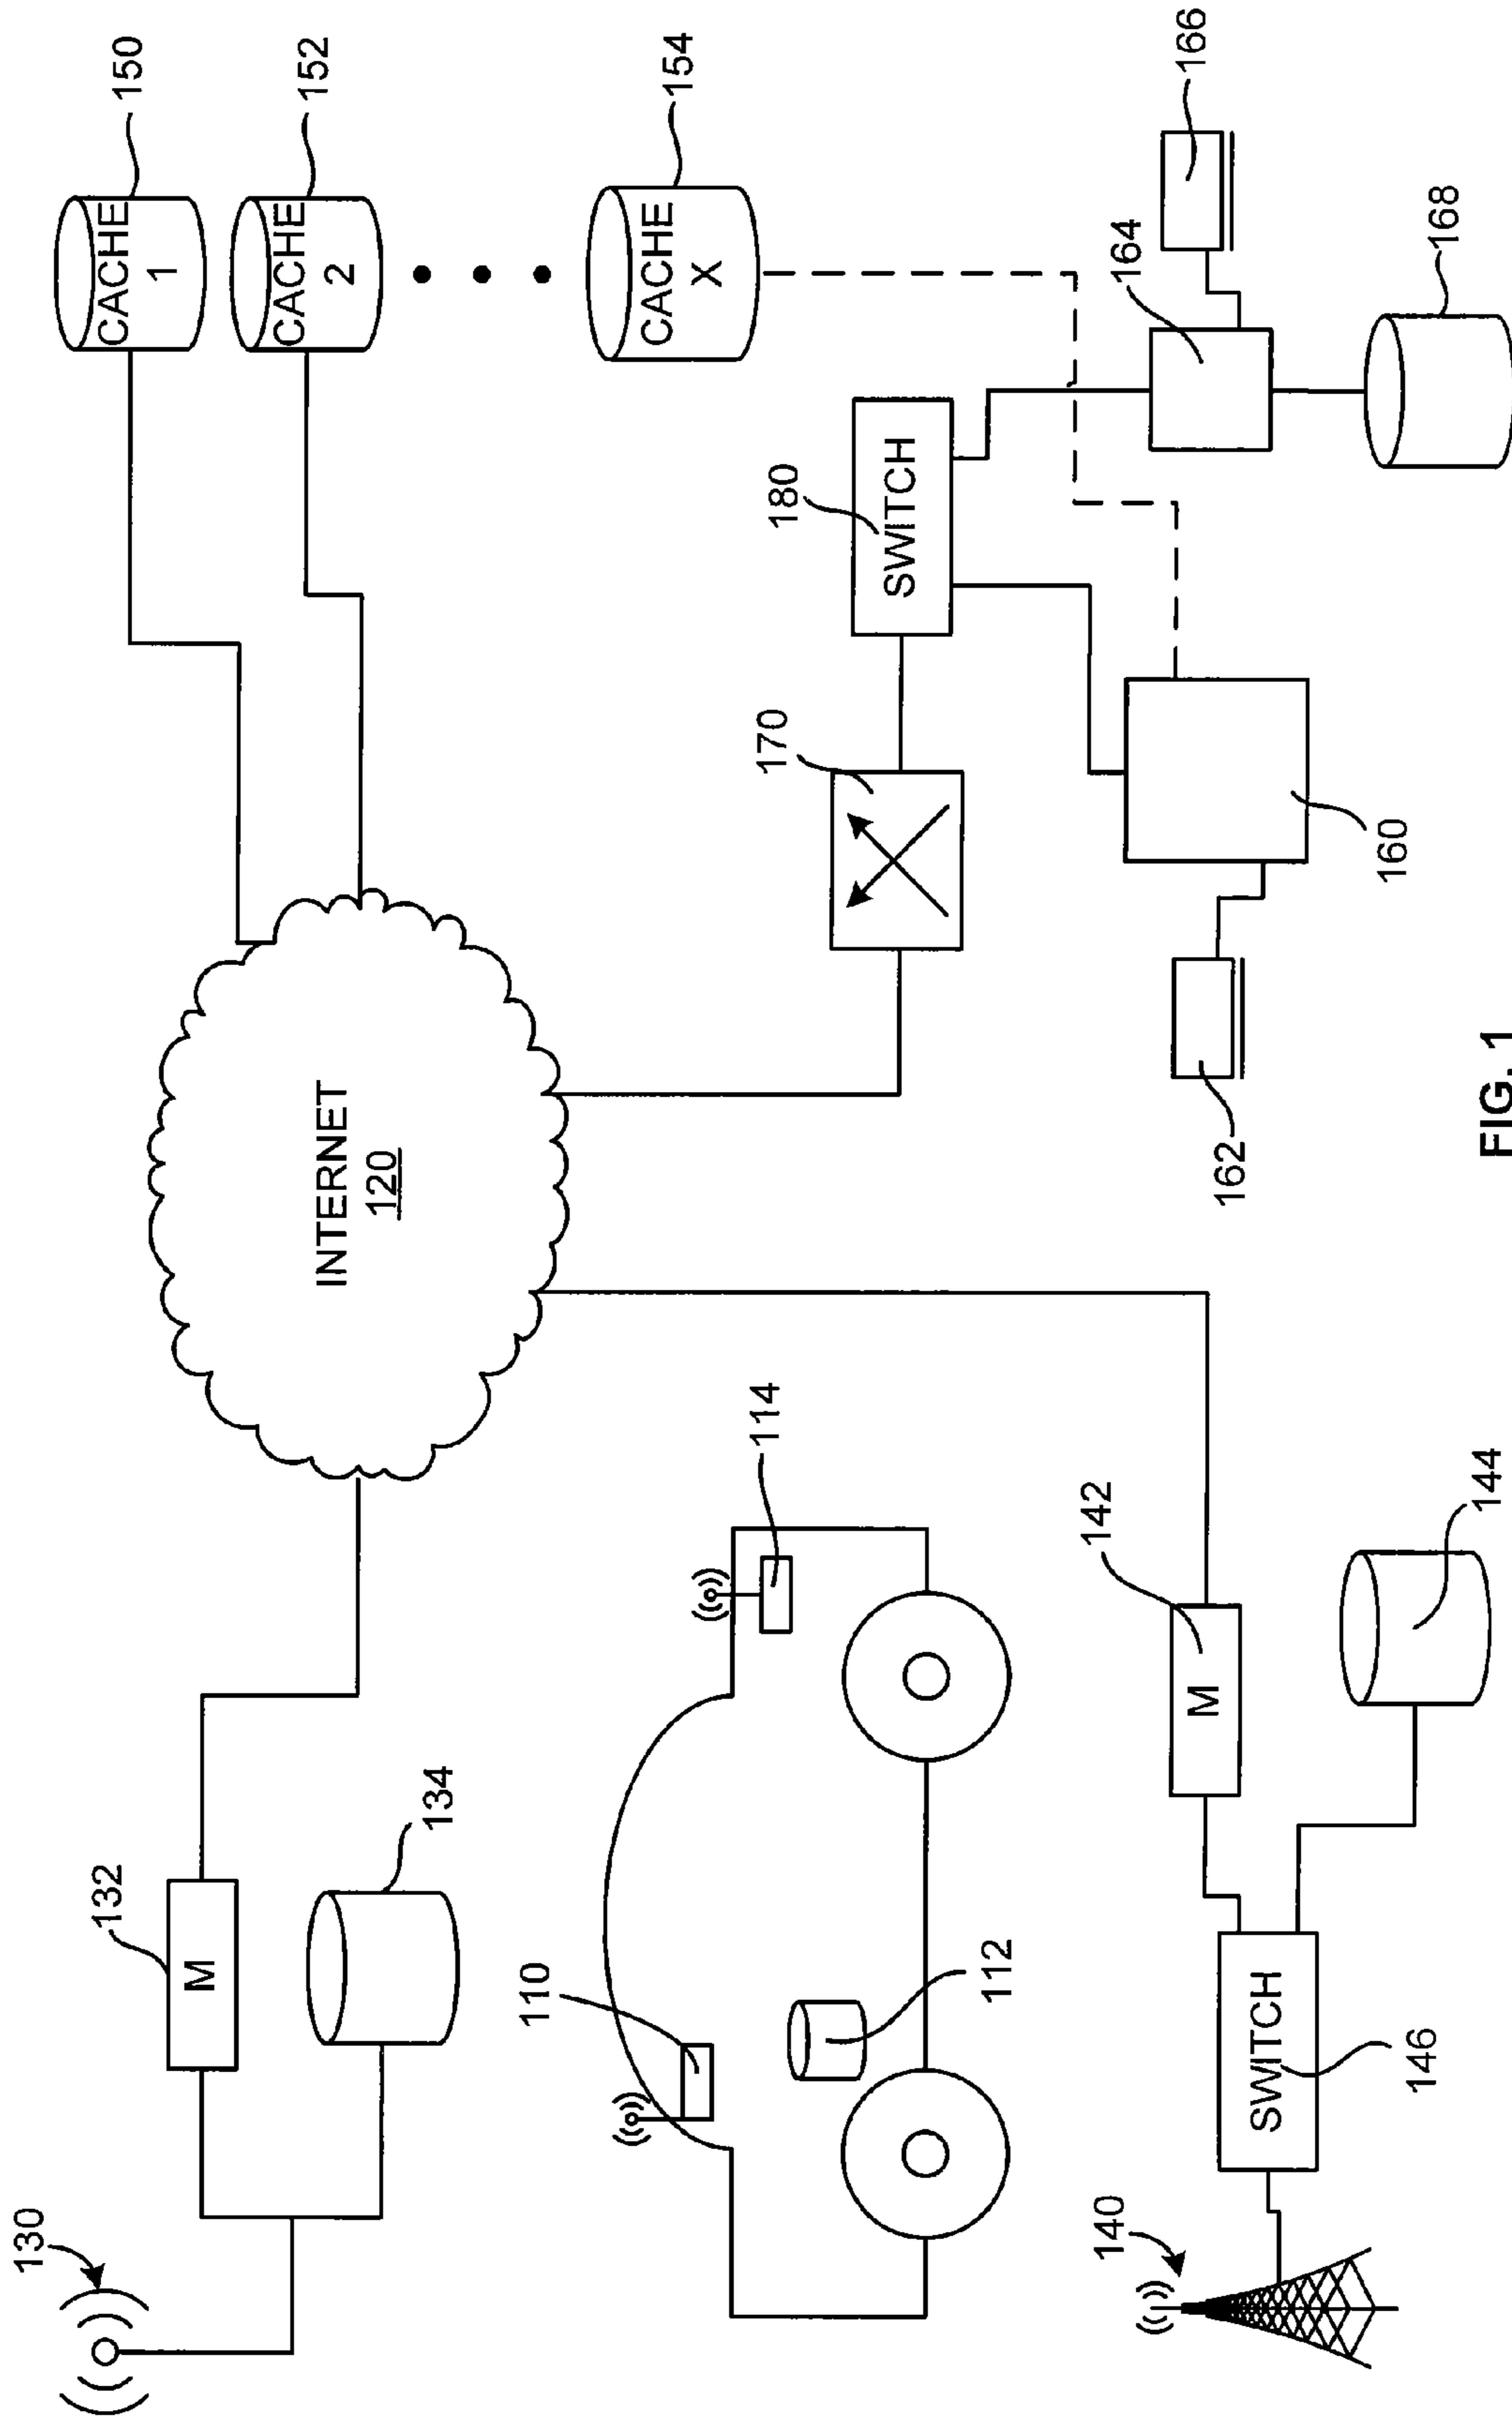 130
132
M
134
INTERNET
120
CACHE
1
150
CACHE
2
152
CACHE
X
154
110
112
114
170
180
SWITCH
140
142
M
144
SWITCH
146
162
160
164
166
168
FIG. 1